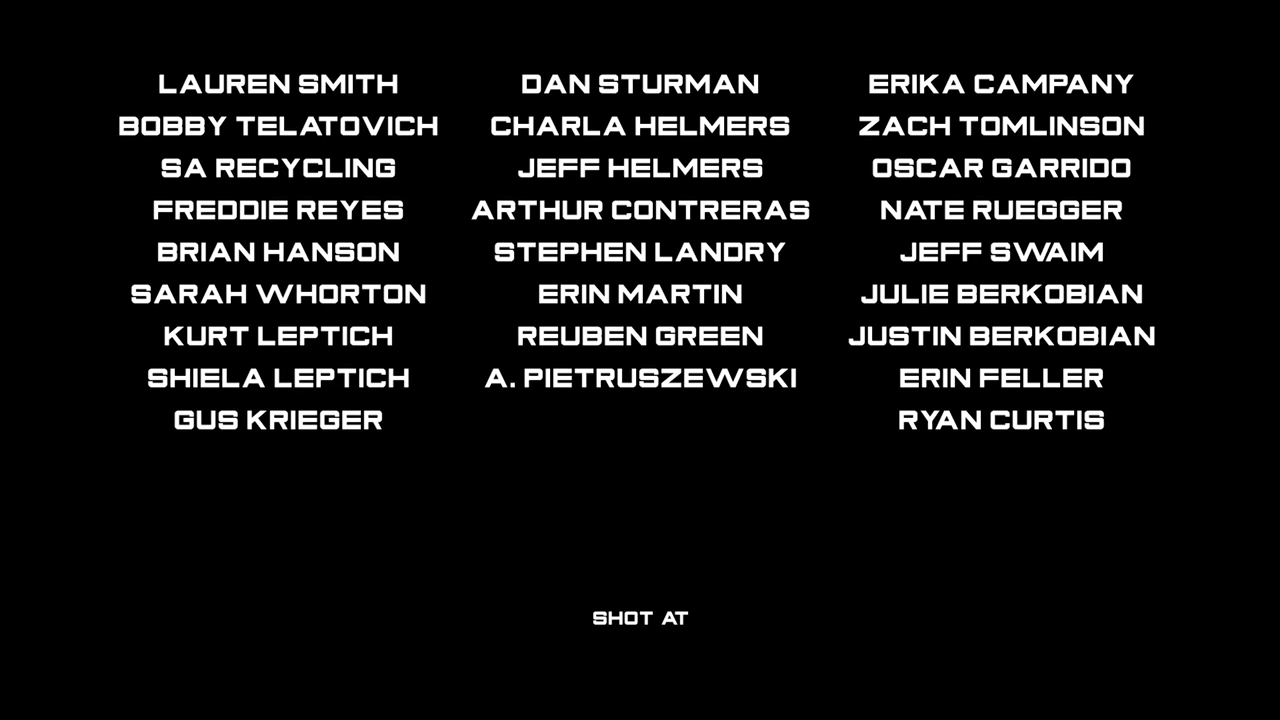 LAUREN SMITH DAN STURMAN ERIKA CAMPANY
BOBBY TELATOVICH CHARLA HELMERS ZACH TOMLINSON
SA RECYCLING JEFF HELMERS OSCAR GARRIDO
FREDDIE REYES ARTHUR CONTRERAS NATE RUEGGER
BRIAN HANSON STEPHEN LANDRY JEFF SWAIM
SARAH WHORTON ERIN MARTIN JULIE BERKOBIAN
KURT LEPTICH REUBEN GREEN JUSTIN BERKOBIAN
SHIELA LEPTICH A. PIETRUSZEWSKI ERIN FELLER
GUS KRIEGER RYAN CURTIS
SHOT AT